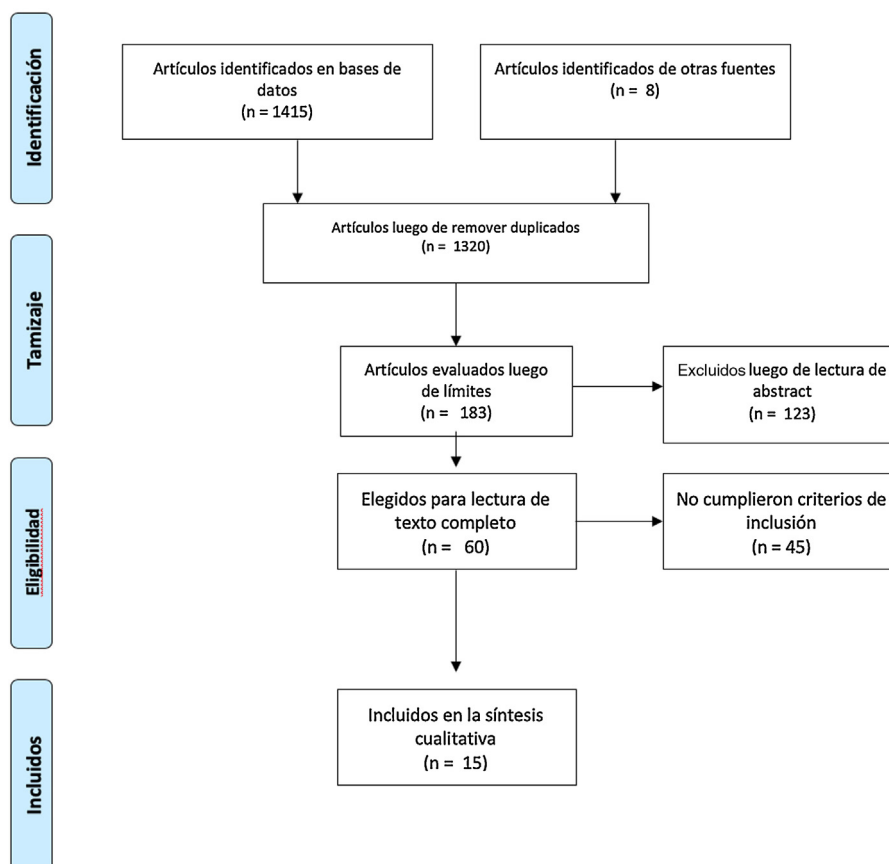 Identificación
Artículos identificados en bases de
datos
(n = 1415)
Artículos identificados de otras fuentes
(n = 8)
Artículos luego de remover duplicados
(n = 1320)
Tamizaje
Artículos evaluados luego
de límites
(n = 183)
Excluidos luego de lectura de
abstract
(n = 123)
Eligibilidad
Elegidos para lectura de
texto completo
(n = 60)
No cumplieron criterios de
inclusión
(n = 45)
Incluidos
Incluidos en la síntesis
cualitativa
(n = 15)